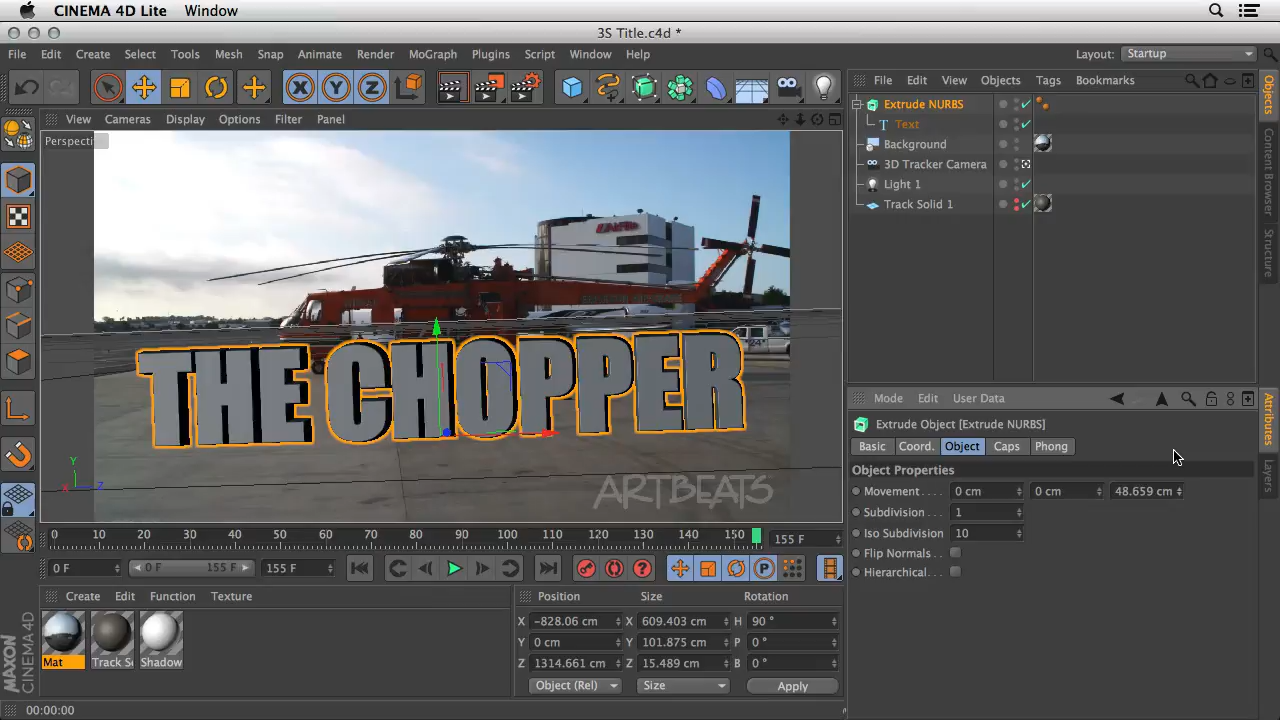 CINEMA 4D Lite Window
3S Title.c4d *
File Edit Create Select Tools Mesh Snap Animate Render MoGraph Plugins Script Window Help
Layout: Startup
X Y Z
View Cameras Display Options Filter Panel
Perspecti
THE CHOPPER
ARTBEATS
Y
X Z
File Edit View Objects Tags Bookmarks
Extrude NURBS
Text
Background
3D Tracker Camera
Light 1
Track Solid 1
Objects
Content Browser
Structure
Mode Edit User Data
Extrude Object [Extrude NURBS]
Basic Coord. Object Caps Phong
Object Properties
Movement . . . . 0 cm 0 cm 48.659 cm
Subdivision . . . 1
Iso Subdivision 10
Flip Normals . . .
Hierarchical . . . .
Attributes
Layers
0 10 20 30 40 50 60 70 80 90 100 110 120 130 140 150 155 F
0 F 0 F 155 F 155 F
Create Edit Function Texture
Mat Track So Shadow
Position Size Rotation
X -828.06 cm X 609.403 cm H 90 °
Y 0 cm Y 101.875 cm P 0 °
Z 1314.661 cm Z 15.489 cm B 0 °
Object (Rel) Size Apply
MAXON
CINEMA 4D
00:00:00